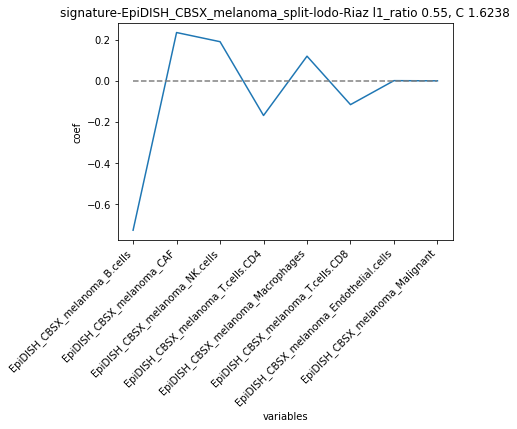 signature-EpiDISH_CBSX_melanoma_split-lodo-Riaz l1_ratio 0.55, C 1.6238
0.2
0.0
−0.2
−0.4
−0.6
coef
EpiDISH_CBSX_melanoma_B.cells
EpiDISH_CBSX_melanoma_CAF
EpiDISH_CBSX_melanoma_NK.cells
EpiDISH_CBSX_melanoma_T.cells.CD4
EpiDISH_CBSX_melanoma_Macrophages
EpiDISH_CBSX_melanoma_T.cells.CD8
EpiDISH_CBSX_melanoma_Endothelial.cells
EpiDISH_CBSX_melanoma_Malignant
variables